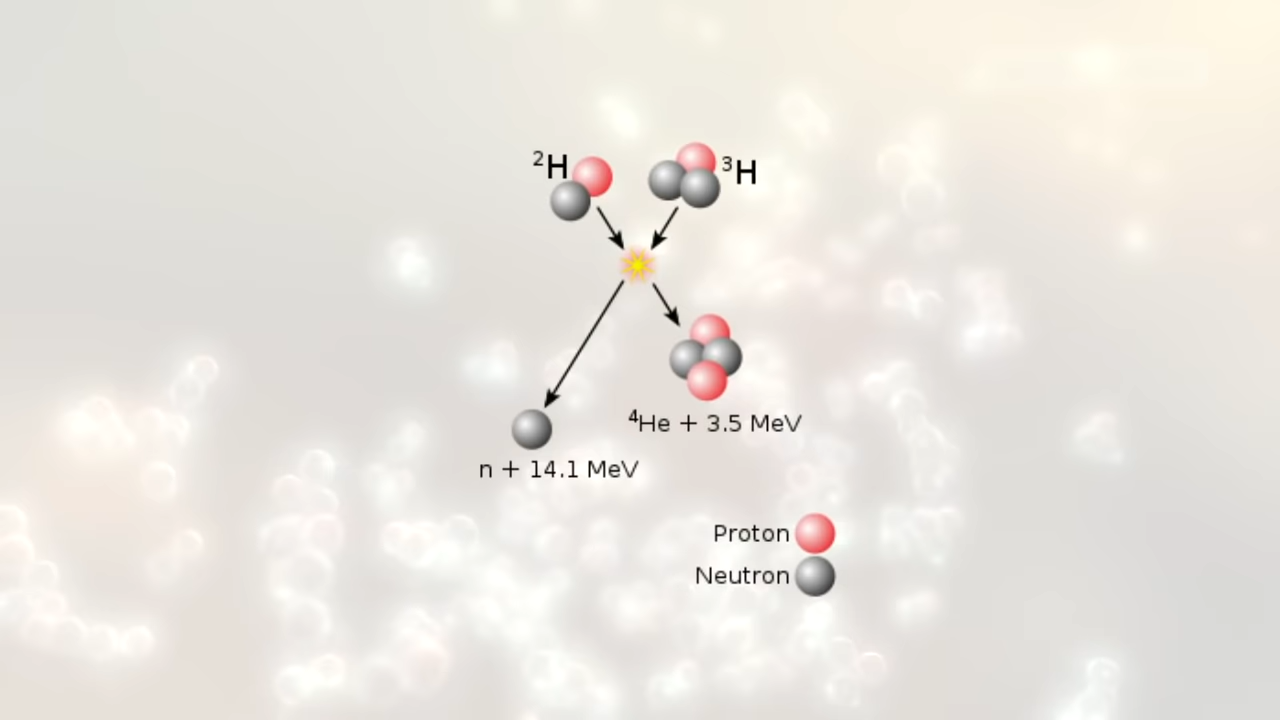 ²H
³H
⁴He + 3.5 MeV
n + 14.1 MeV
Proton
Neutron